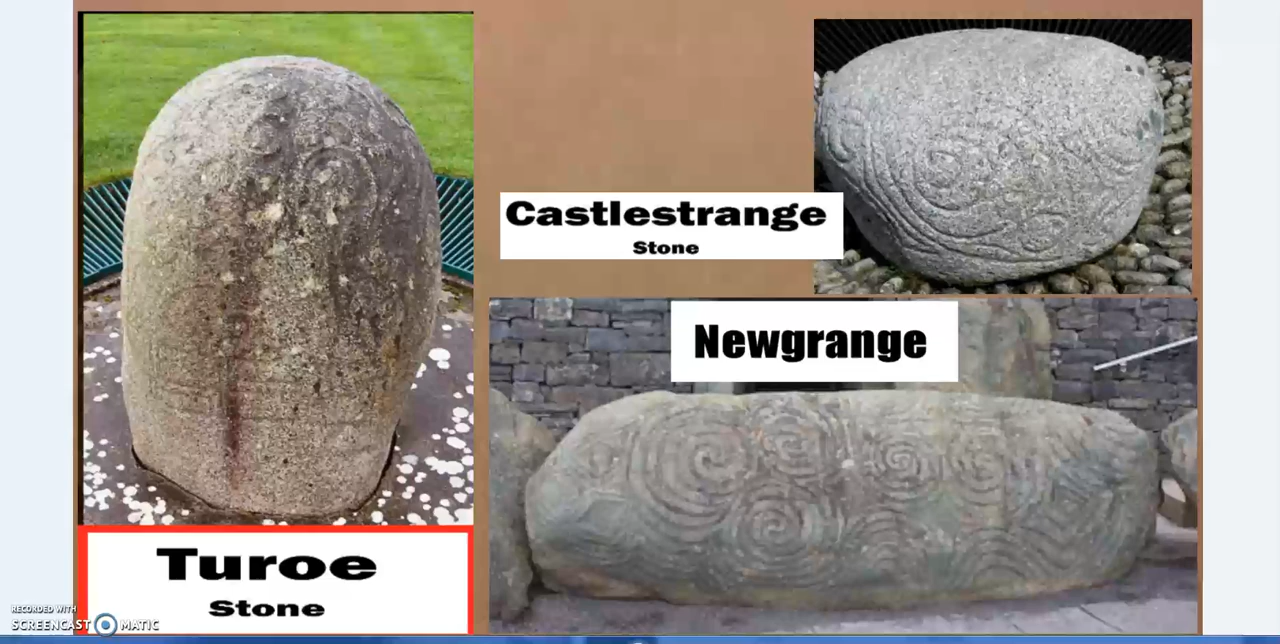 Castlestrange
Stone
Newgrange
Turoe
Stone
RECORDED WITH
SCREENCAST MATIC